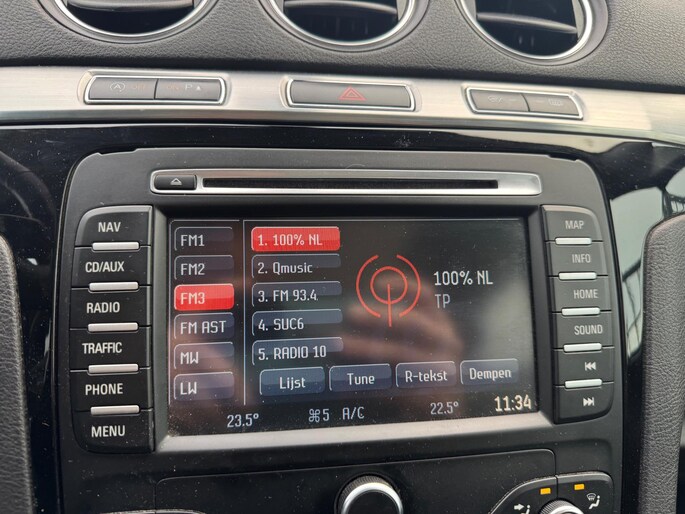 NAV
CD/AUX
RADIO
TRAFFIC
PHONE
MENU
FM1
FM2
FM3
FM AST
MW
LW
1. 100% NL
2. Qmusic
3. FM 93.4
4. SUC6
5. RADIO 10
100% NL
TP
Lijst
Tune
R-tekst
Dempen
23.5°
5
A/C
22.5°
11:34
MAP
INFO
HOME
SOUND